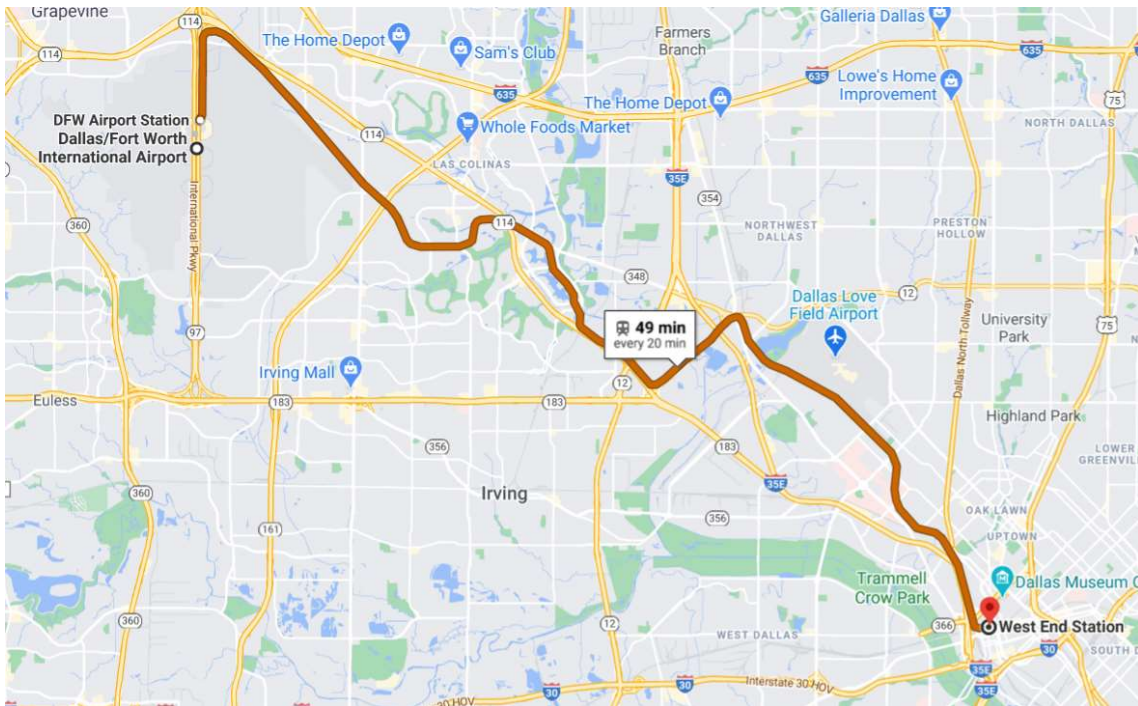 Grapevine
114
114
The Home Depot
Sam's Club
635
Farmers
Branch
Galleria Dallas
635
635
Lowe's Home
Improvement
The Home Depot
75
DFW Airport Station
Dallas/Fort Worth
International Airport
114
Whole Foods Market
NORTH DALLAS
LAS COLINAS
International Pkwy
35E
354
360
114
NORTHWEST
DALLAS
PRESTON
HOLLOW
348
12
Dallas Love
Field Airport
49 min
every 20 min
Dallas North Tollway
University
Park
75
97
Irving Mall
12
Euless
183
183
Highland Park
356
183
LOWER
GREENVILL
360
Irving
35E
161
356
OAK LAWN
UPTOWN
Trammell
Crow Park
Dallas Museum
360
12
WEST DALLAS
366
West End Station
35E
30
SOUTH D
30
30
Interstate 30 HOV
35E
30 HOV